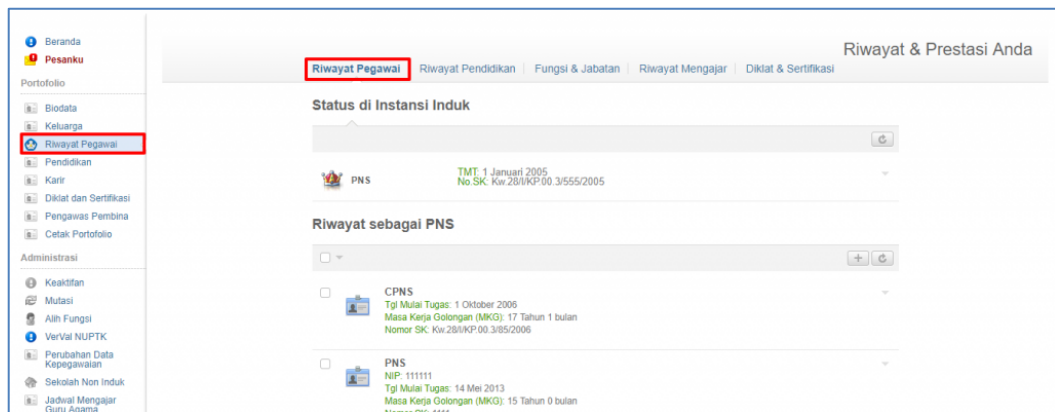 Beranda
Pesanku
Portofolio
Biodata
Keluarga
Riwayat Pegawai
Pendidikan
Karir
Diklat dan Sertifikasi
Pengawas Pembina
Cetak Portofolio
Administrasi
Keaktifan
Mutasi
Alih Fungsi
VerVal NUPTK
Perubahan Data
Kepegawaian
Sekolah Non Induk
Jadwal Mengajar
Guru Agama
Riwayat & Prestasi Anda
Riwayat Pegawai Riwayat Pendidikan Fungsi & Jabatan Riwayat Mengajar Diklat & Sertifikasi
Status di Instansi Induk
PNS
TMT: 1 Januari 2005
No.SK: Kw.28/I/KP.00.3/555/2005
Riwayat sebagai PNS
CPNS
Tgl Mulai Tugas: 1 Oktober 2006
Masa Kerja Golongan (MKG): 17 Tahun 1 bulan
Nomor SK: Kw.28/I/KP.00.3/85/2006
PNS
NIP: 111111
Tgl Mulai Tugas: 14 Mei 2013
Masa Kerja Golongan (MKG): 15 Tahun 0 bulan
Nomor SK: 1111